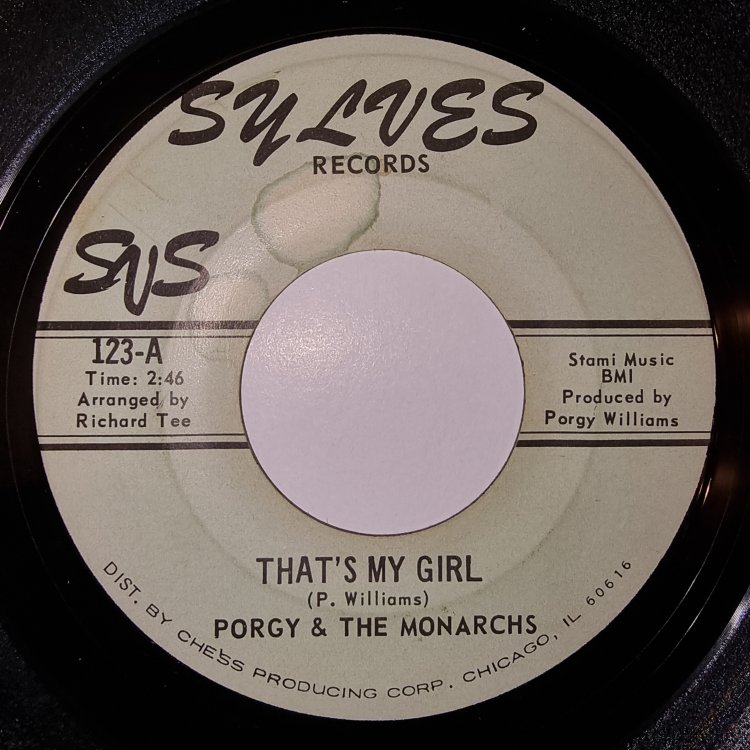 SYLVES
RECORDS
SVS
123-A
Time: 2:46
Arranged by
Richard Tee
Stami Music
BMI
Produced by
Porgy Williams
THAT'S MY GIRL
(P. Williams)
PORGY & THE MONARCHS
DIST. BY CHESS PRODUCING CORP. CHICAGO, IL 60616